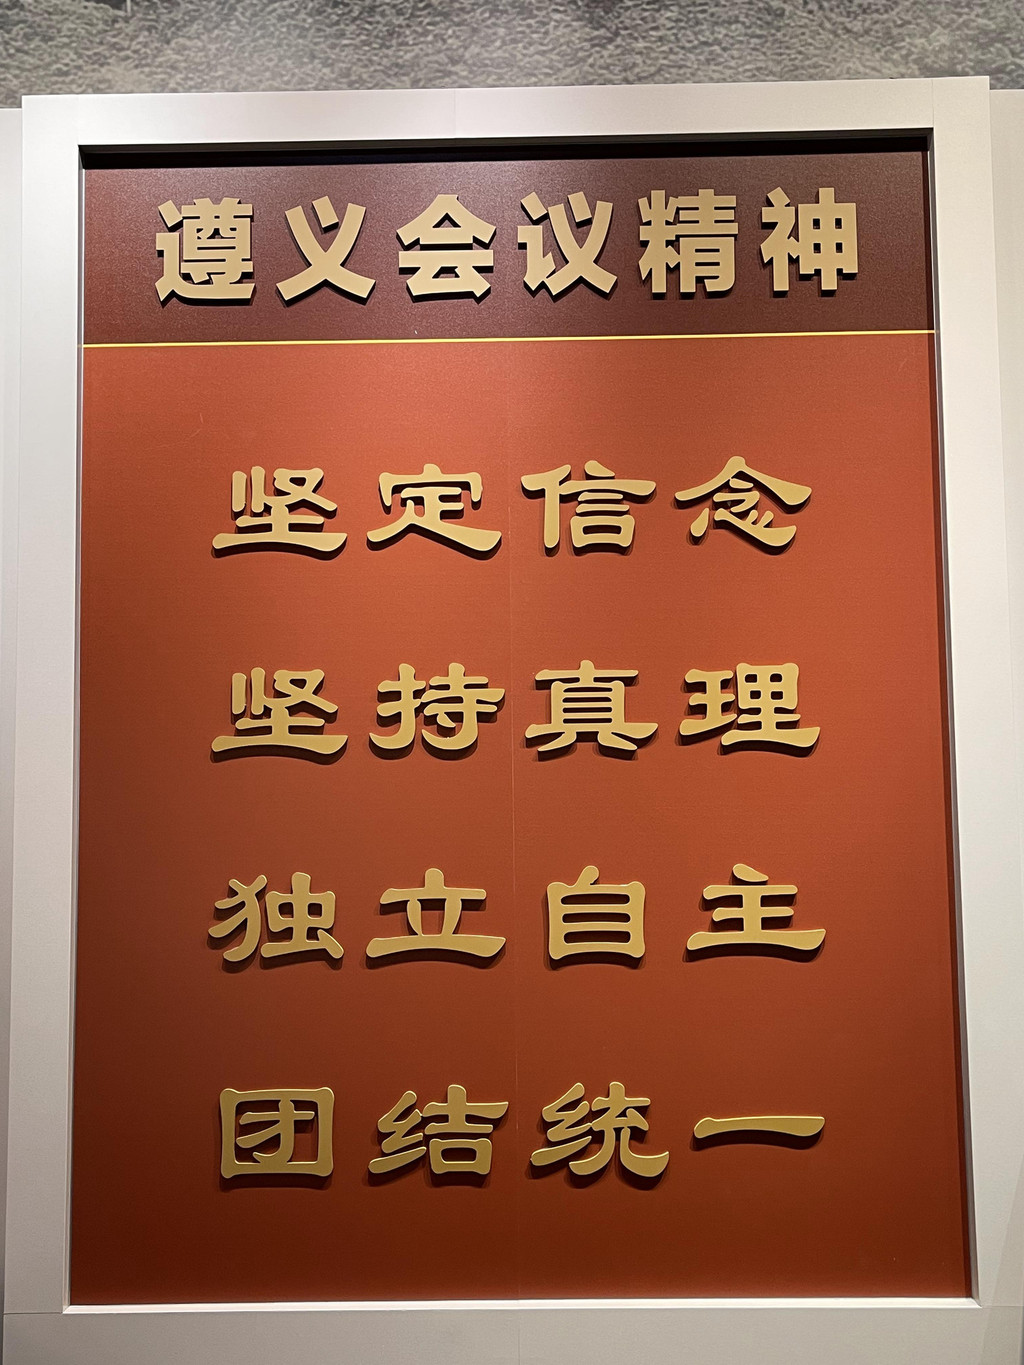 遵义会议精神
坚定信念
坚持真理
独立自主
团结统一